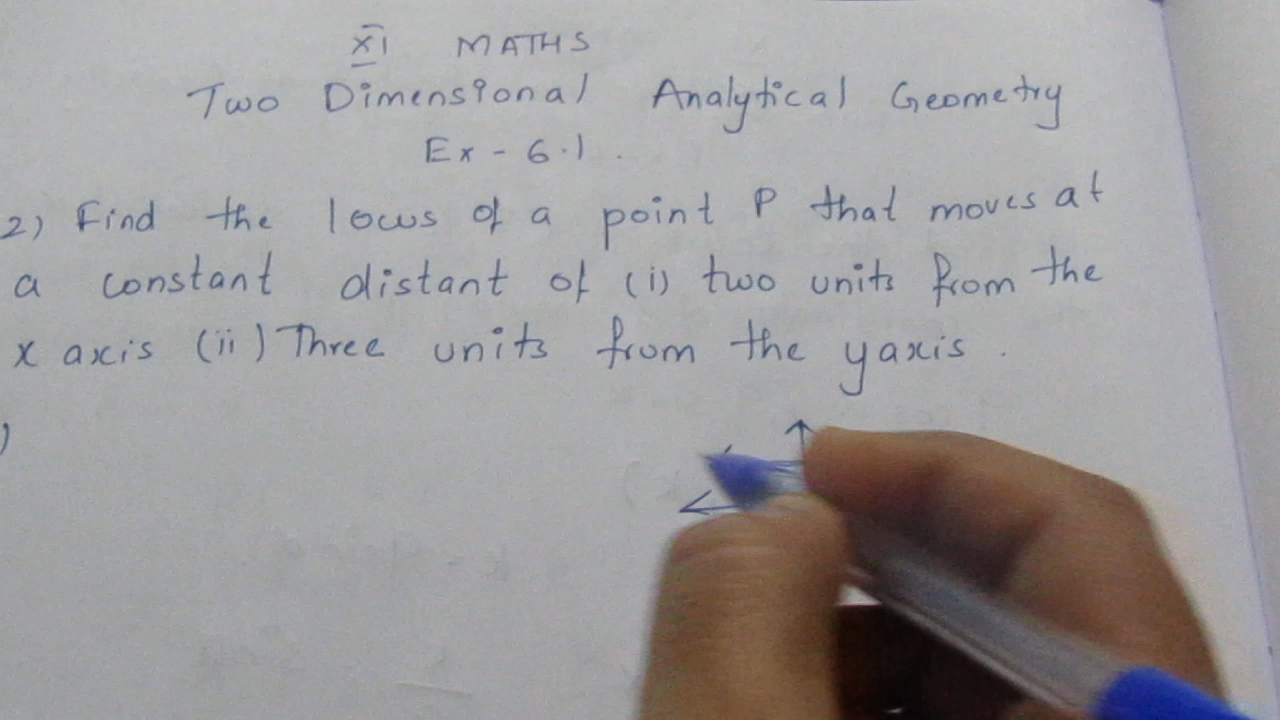 XI MATHS
Two Dimensional Analytical Geometry
Ex - 6.1.
2) Find the locus of a point P that moves at
a constant distant of (i) two units from the
x axis (ii) Three units from the y axis.
)